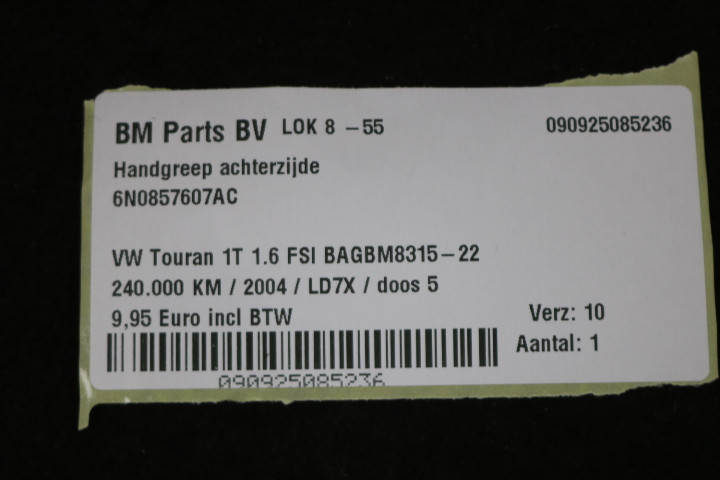 BM Parts BV LOK 8 -55 090925085236
Handgreep achterzijde
6N0857607AC
VW Touran 1T 1.6 FSI BAGBM8315-22
240.000 KM / 2004 / LD7X / doos 5
9,95 Euro incl BTW Verz: 10
Aantal: 1
090925085236